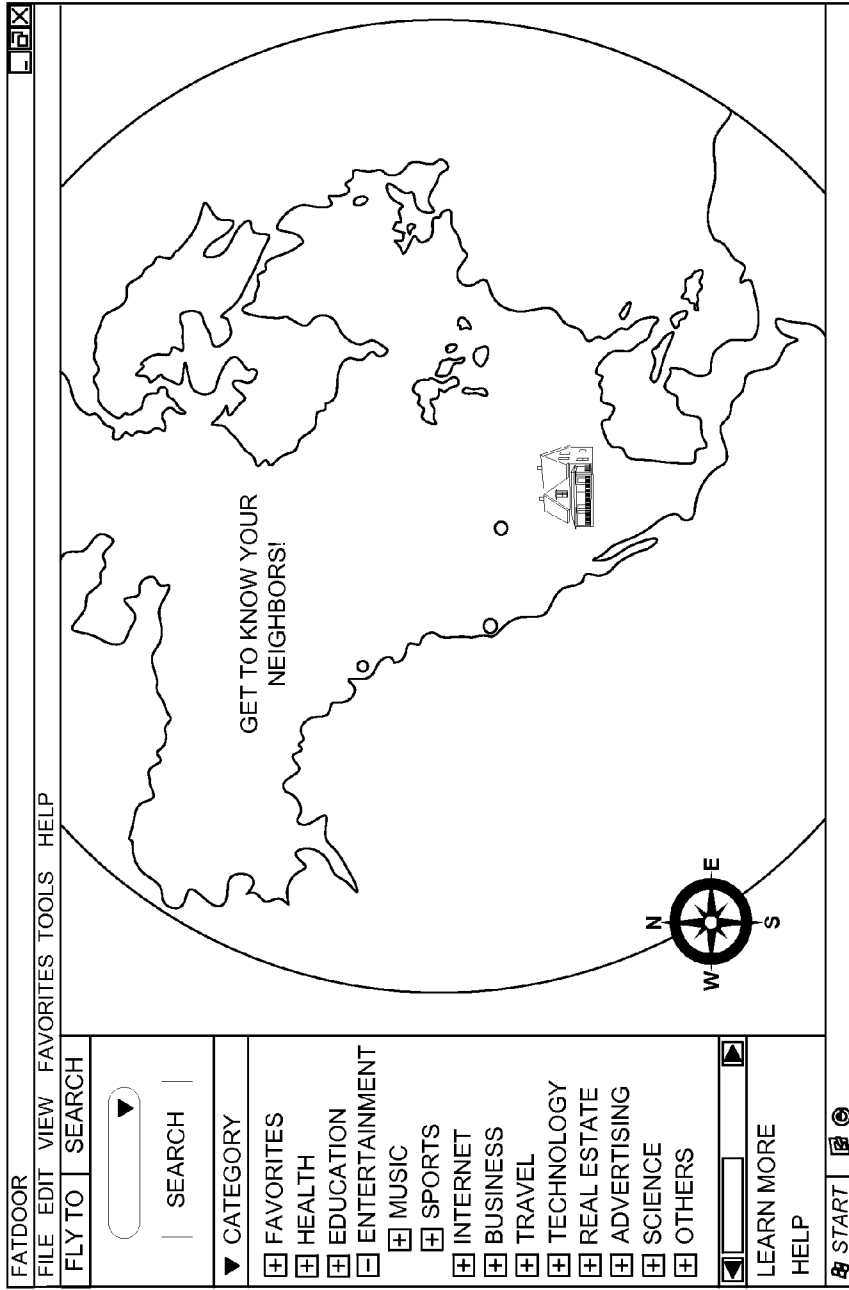 FATDOOR
FILE EDIT VIEW FAVORITES TOOLS HELP
FLY TO SEARCH
SEARCH
▼ CATEGORY
+ FAVORITES
+ HEALTH
+ EDUCATION
- ENTERTAINMENT
+ MUSIC
+ SPORTS
+ INTERNET
+ BUSINESS
+ TRAVEL
+ TECHNOLOGY
+ REAL ESTATE
+ ADVERTISING
+ SCIENCE
+ OTHERS
LEARN MORE
HELP
GET TO KNOW YOUR
NEIGHBORS!
N
W E
S
START